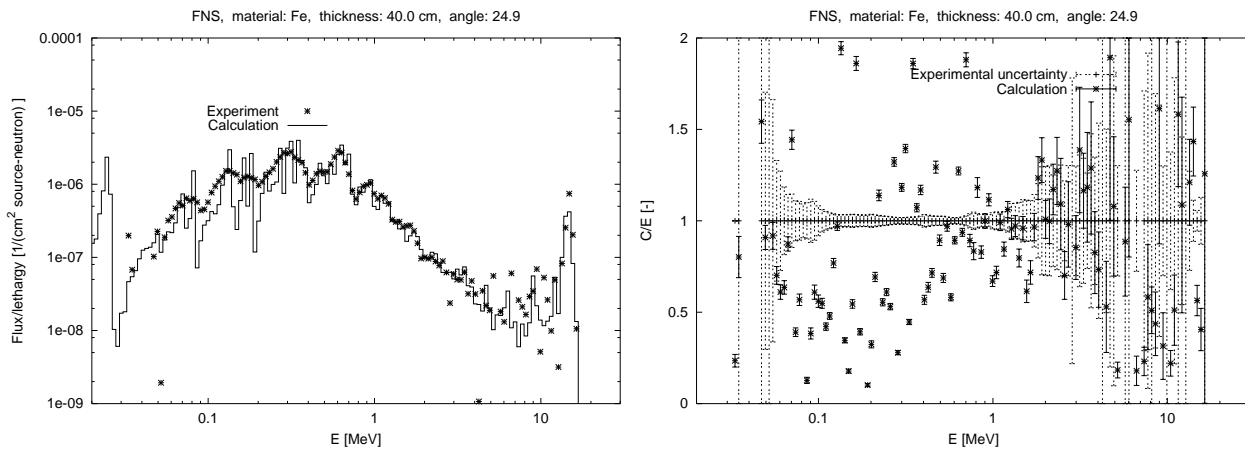 FNS, material: Fe, thickness: 40.0 cm, angle: 24.9
0.0001
1e-05
1e-06
1e-07
1e-08
1e-09
Flux/lethargy [1/(cm² source-neutron) ]
Experiment
Calculation
0.1
1
10
E [MeV]
FNS, material: Fe, thickness: 40.0 cm, angle: 24.9
2
1.5
1
0.5
0
C/E [-]
Experimental uncertainty
Calculation
0.1
1
10
E [MeV]